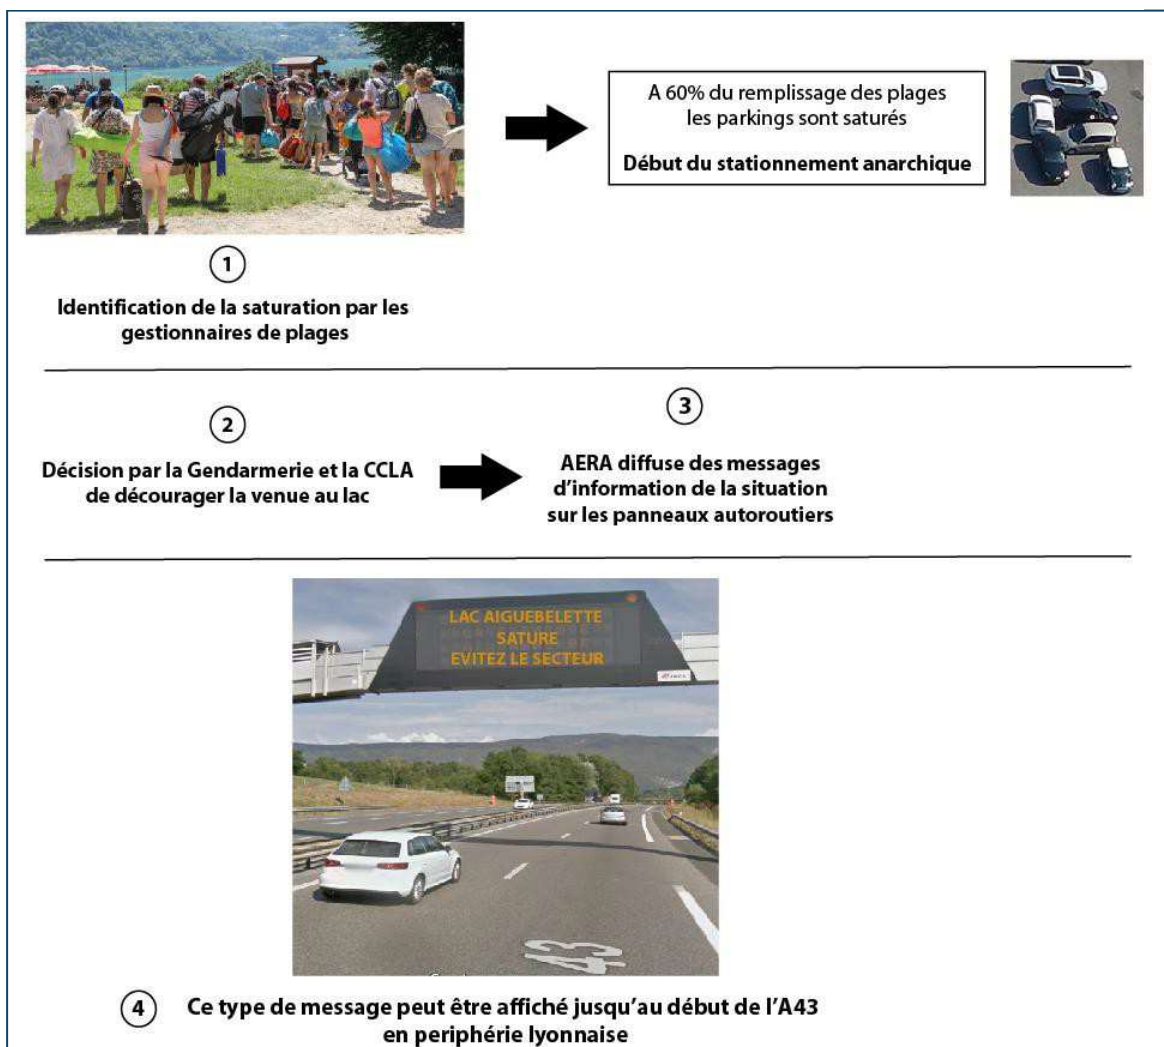 A 60% du remplissage des plages
les parkings sont saturés
Début du stationnement anarchique
1
Identification de la saturation par les
gestionnaires de plages
2
Décision par la Gendarmerie et la CCLA
de décourager la venue au lac
3
AERA diffuse des messages
d'information de la situation
sur les panneaux autoroutiers
LAC AIGUEBELETTE
SATURE
EVITEZ LE SECTEUR
43
4
Ce type de message peut être affiché jusqu'au début de l'A43
en periphérie lyonnaise